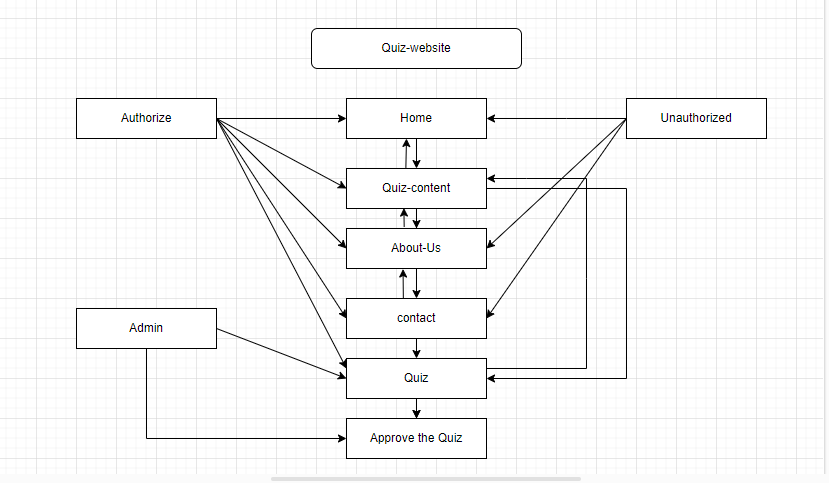 Quiz-website
Authorize
Home
Unauthorized
Quiz-content
About-Us
contact
Admin
Quiz
Approve the Quiz